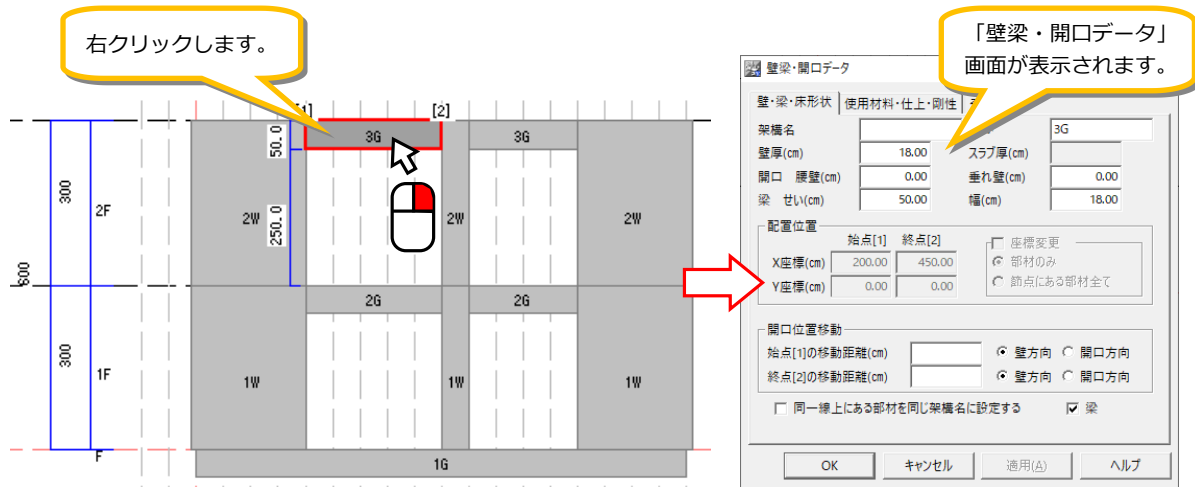 右クリックします。
「壁梁・開口データ」
画面が表示されます。
[2]
3G
3G
50.0
300
2F
2W
250.0
2W
2W
600
2G
2G
300
1F
1W
1W
1W
F
1G
壁梁・開口データ
壁・梁・床形状
使用材料・仕上・剛性
架構名
3G
壁厚(cm)
18.00
スラブ厚(cm)
開口 腰壁(cm)
0.00
垂れ壁(cm)
0.00
梁 せい(cm)
50.00
幅(cm)
18.00
配置位置
始点[1] 終点[2]
座標変更
X座標(cm)
200.00
450.00
部材のみ
Y座標(cm)
0.00
0.00
節点にある部材全て
開口位置移動
始点[1]の移動距離(cm)
壁方向
開口方向
終点[2]の移動距離(cm)
壁方向
開口方向
同一線上にある部材を同じ架構名に設定する
梁
OK
キャンセル
適用(A)
ヘルプ